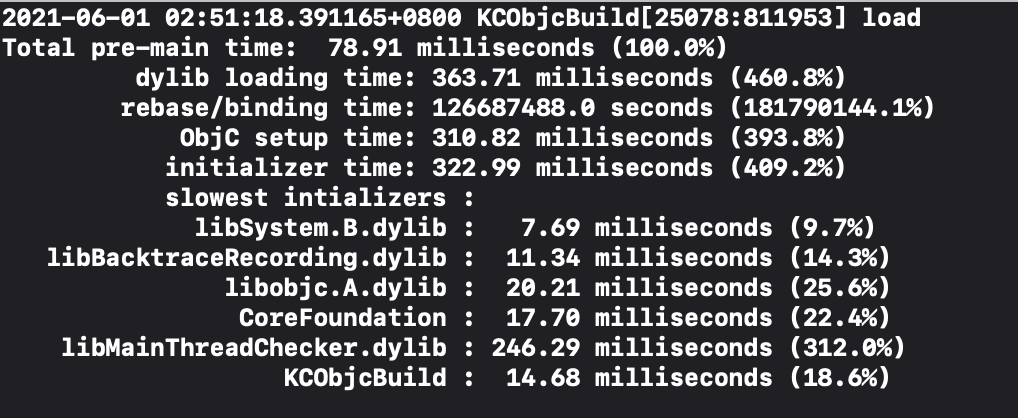 2021-06-01 02:51:18.391165+0800 KCObjcBuild[25078:811953] load
Total pre-main time:  78.91 milliseconds (100.0%)
dylib loading time: 363.71 milliseconds (460.8%)
rebase/binding time: 126687488.0 seconds (181790144.1%)
ObjC setup time: 310.82 milliseconds (393.8%)
initializer time: 322.99 milliseconds (409.2%)
slowest intializers :
libSystem.B.dylib :   7.69 milliseconds (9.7%)
libBacktraceRecording.dylib :  11.34 milliseconds (14.3%)
libobjc.A.dylib :  20.21 milliseconds (25.6%)
CoreFoundation :  17.70 milliseconds (22.4%)
libMainThreadChecker.dylib : 246.29 milliseconds (312.0%)
KCObjcBuild :  14.68 milliseconds (18.6%)